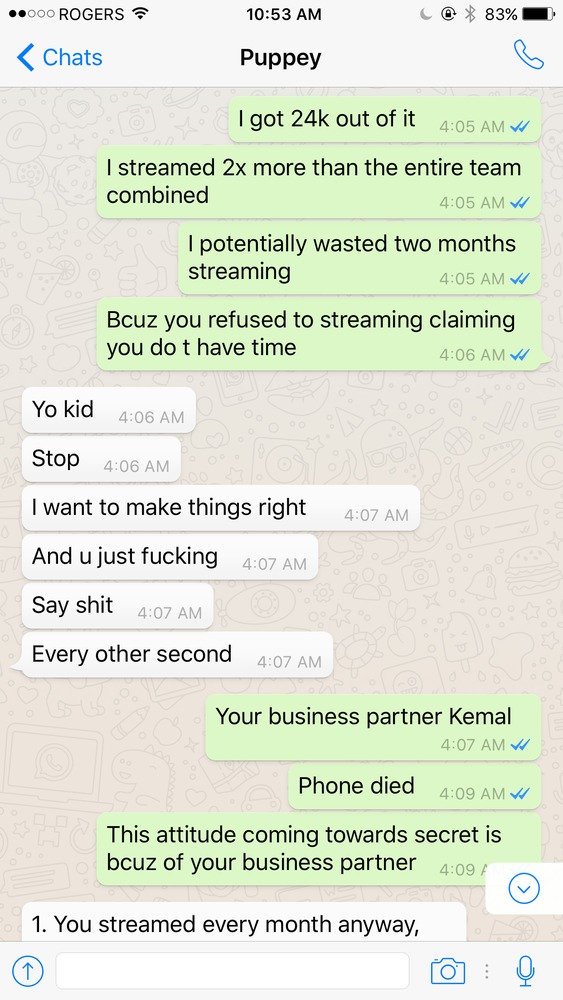 ROGERS 10:53 AM 83%
Chats Puppey
I got 24k out of it 4:05 AM
I streamed 2x more than the entire team
combined 4:05 AM
I potentially wasted two months
streaming 4:05 AM
Bcuz you refused to streaming claiming
you do t have time 4:06 AM
Yo kid 4:06 AM
Stop 4:06 AM
I want to make things right 4:07 AM
And u just fucking 4:07 AM
Say shit 4:07 AM
Every other second 4:07 AM
Your business partner Kemal
4:07 AM
Phone died 4:09 AM
This attitude coming towards secret is
bcuz of your business partner 4:09 A
1. You streamed every month anyway,